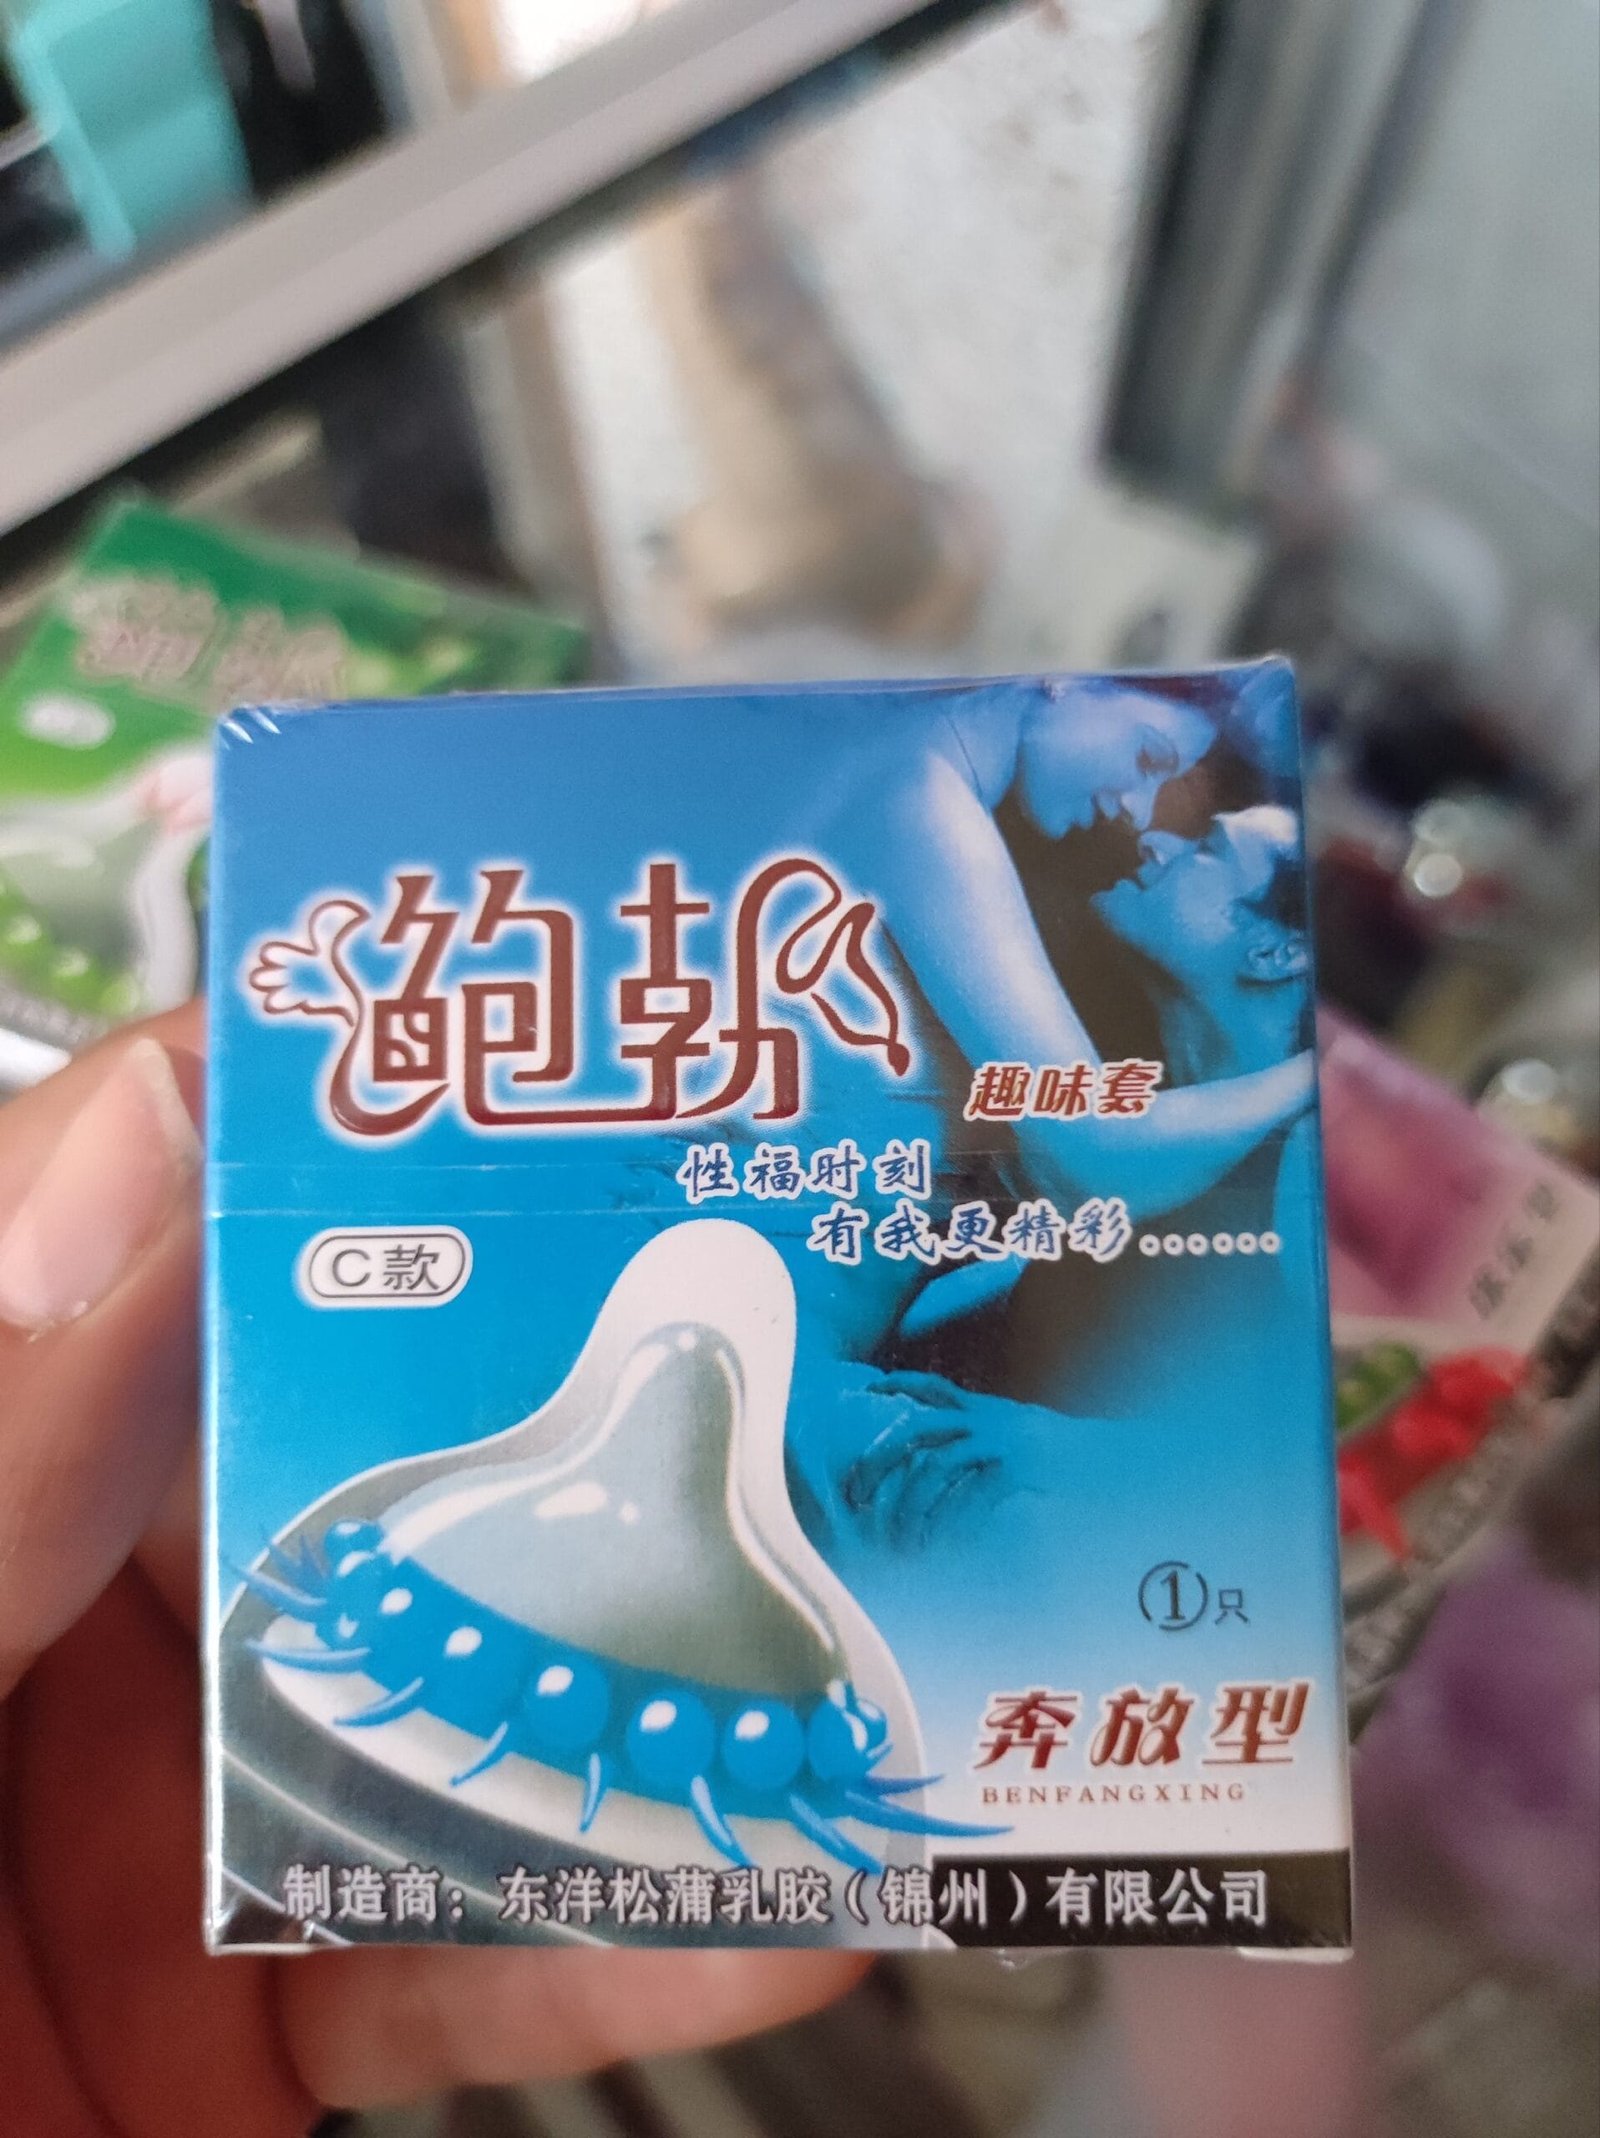 鲍勃
趣味套
性福时刻
有我更精彩……
C款
①只
奔放型
BENFANGXING
制造商：东洋松蒲乳胶（锦州）有限公司